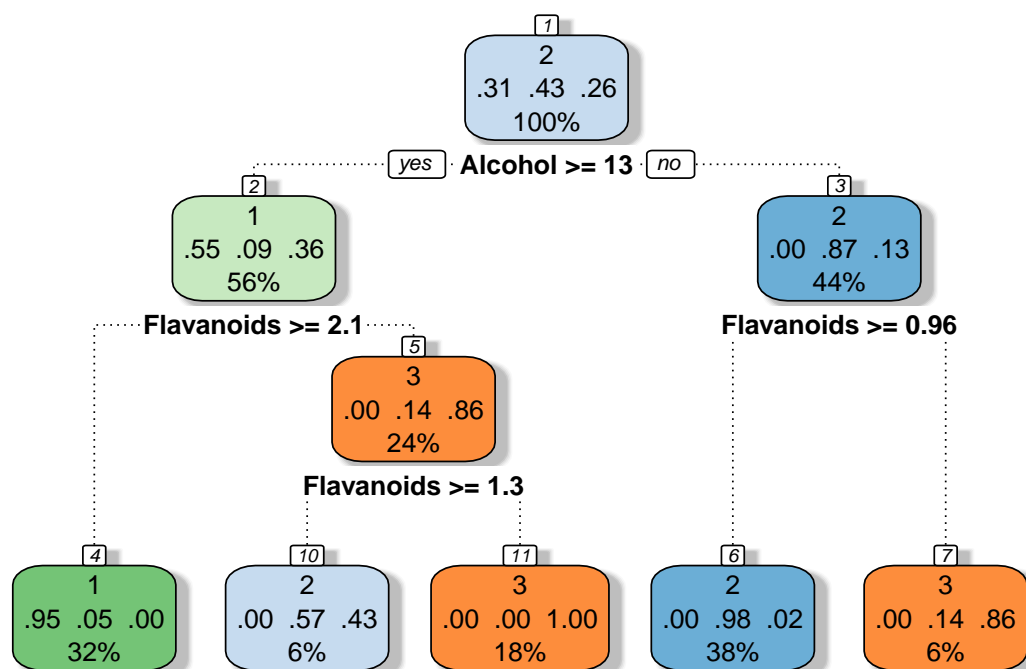 1
2
.31 .43 .26
100%
yes Alcohol >= 13 no
2
1
.55 .09 .36
56%
3
2
.00 .87 .13
44%
Flavanoids >= 2.1
Flavanoids >= 0.96
5
3
.00 .14 .86
24%
Flavanoids >= 1.3
4
1
.95 .05 .00
32%
10
2
.00 .57 .43
6%
11
3
.00 .00 1.00
18%
6
2
.00 .98 .02
38%
7
3
.00 .14 .86
6%